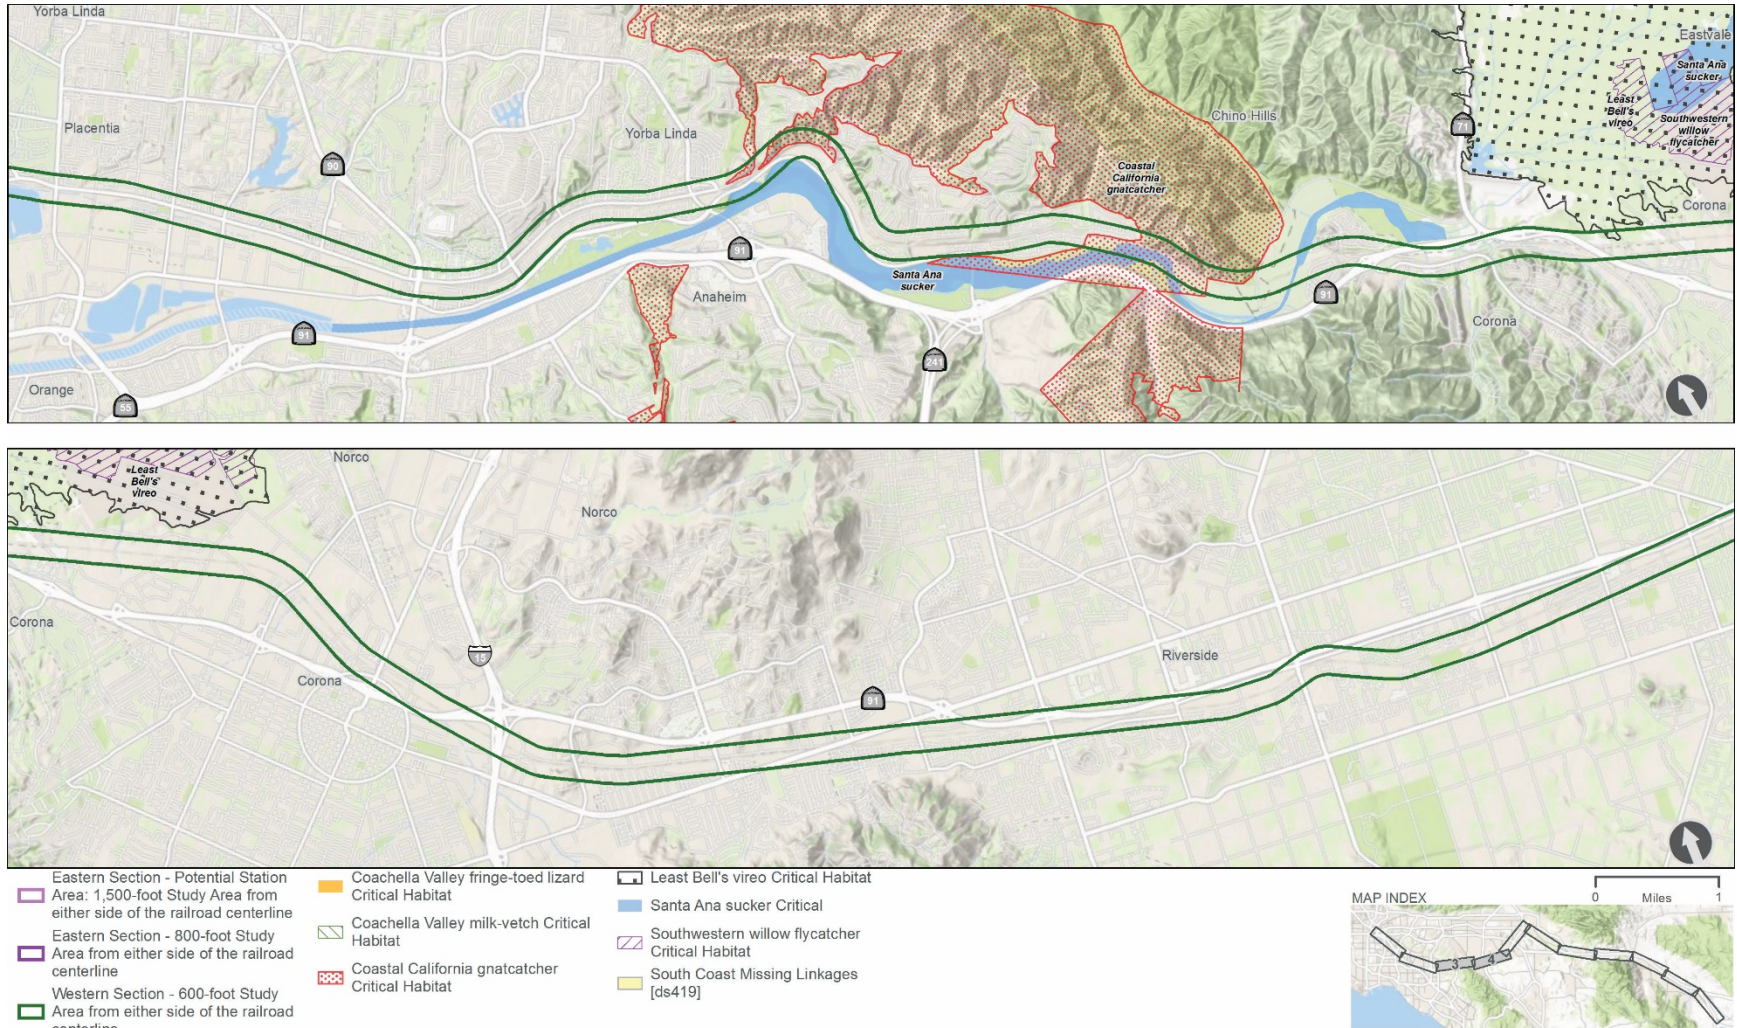 Yorba Linda
Eastvale
Santa Ana
sucker
71
Least
Bell's
vireo
Southwestern
willow
flycatcher
Chino Hills
Placentia
Yorba Linda
90
Coastal
California
gnatcatcher
Corona
91
Santa Ana
sucker
Anaheim
91
Corona
91
241
Orange
55
Norco
Least
Bell's
vireo
Norco
Corona
15
Riverside
Corona
91
Eastern Section - Potential Station
Area: 1,500-foot Study Area from
either side of the railroad centerline
Eastern Section - 800-foot Study
Area from either side of the railroad
centerline
Western Section - 600-foot Study
Area from either side of the railroad
centerline
Coachella Valley fringe-toed lizard
Critical Habitat
Coachella Valley milk-vetch Critical
Habitat
Coastal California gnatcatcher
Critical Habitat
Least Bell's vireo Critical Habitat
Santa Ana sucker Critical
Southwestern willow flycatcher
Critical Habitat
South Coast Missing Linkages
[ds419]
0 Miles 1
MAP INDEX
3
4